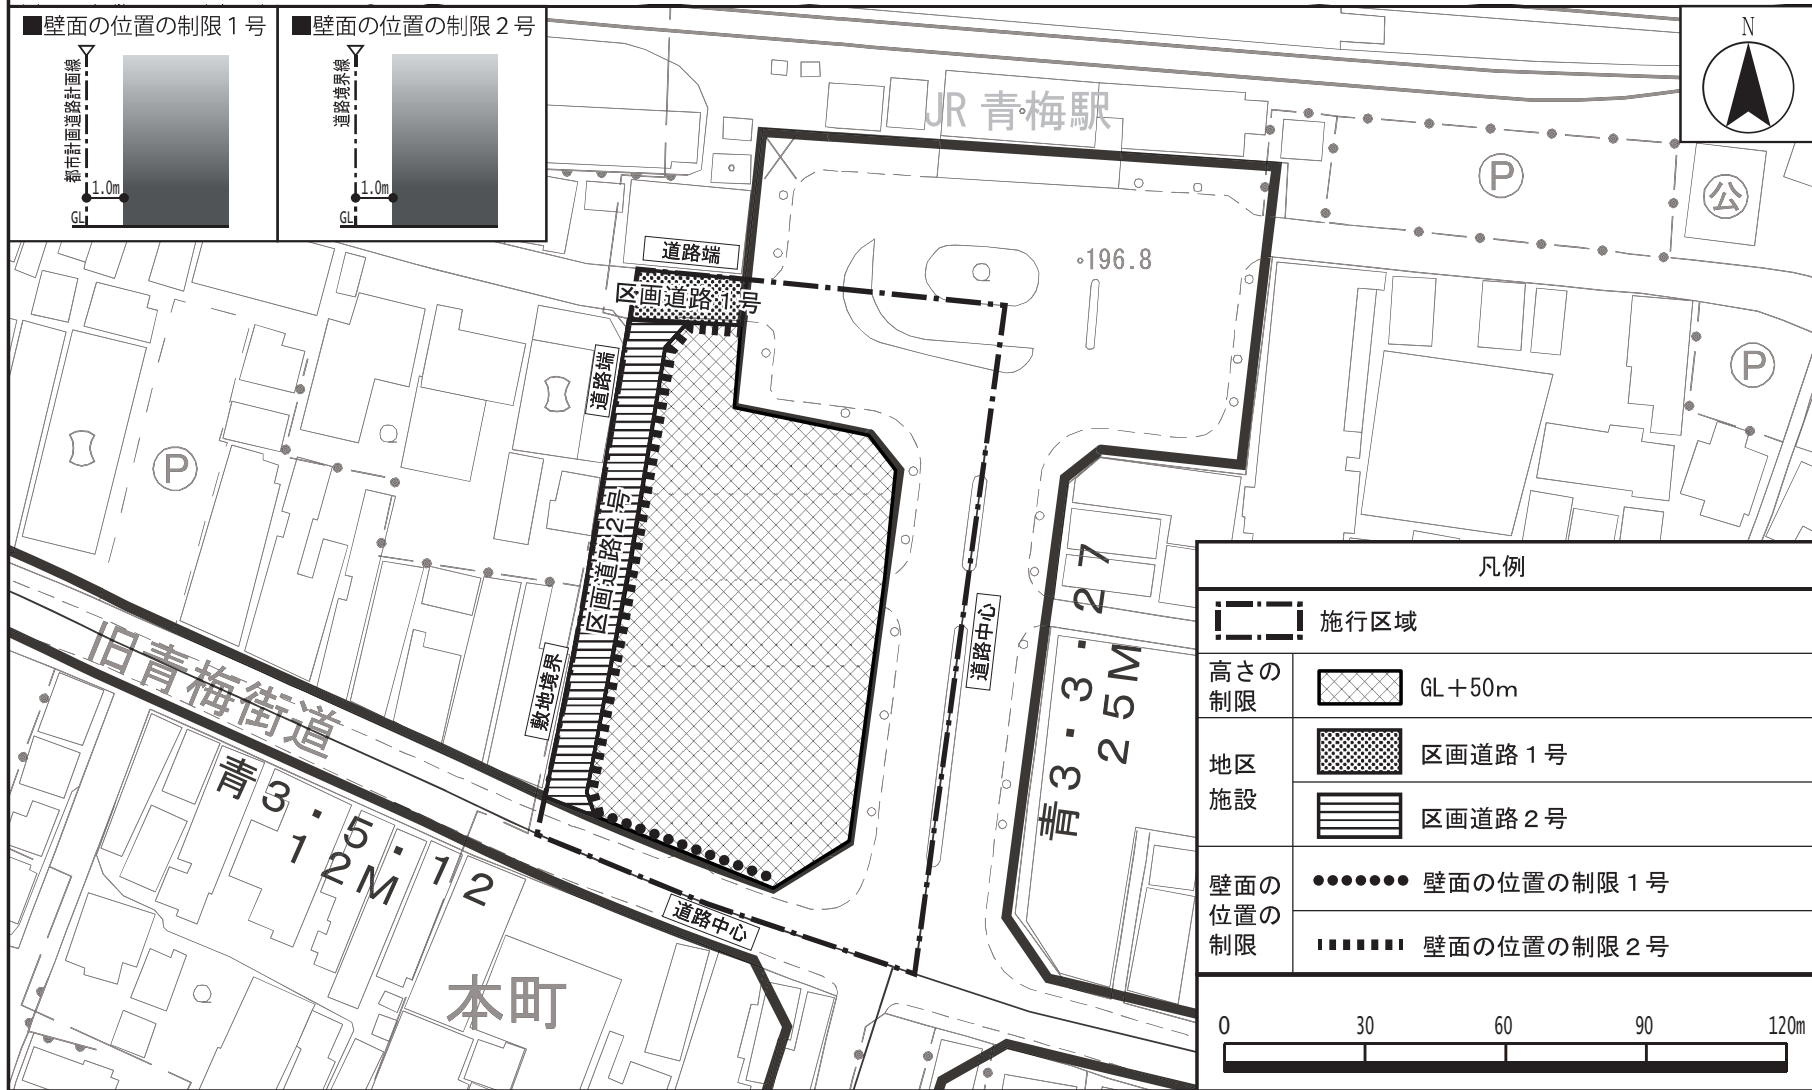 ■壁面の位置の制限１号
都市計画道路計画線
1.0m
GL
■壁面の位置の制限２号
道路境界線
1.0m
GL
N
JR 青梅駅
P
公
道路端
196.8
区画道路１号
道路端
P
P
区画道路２号
敷地境界
道路中心
青３・３・２７
２５Ｍ
旧青梅街道
青３・５・１２
１２Ｍ
道路中心
本町
凡例
施行区域
高さの
制限
GL＋50ｍ
地区
施設
区画道路１号
区画道路２号
壁面の
位置の
制限
壁面の位置の制限１号
壁面の位置の制限２号
0 30 60 90 120m